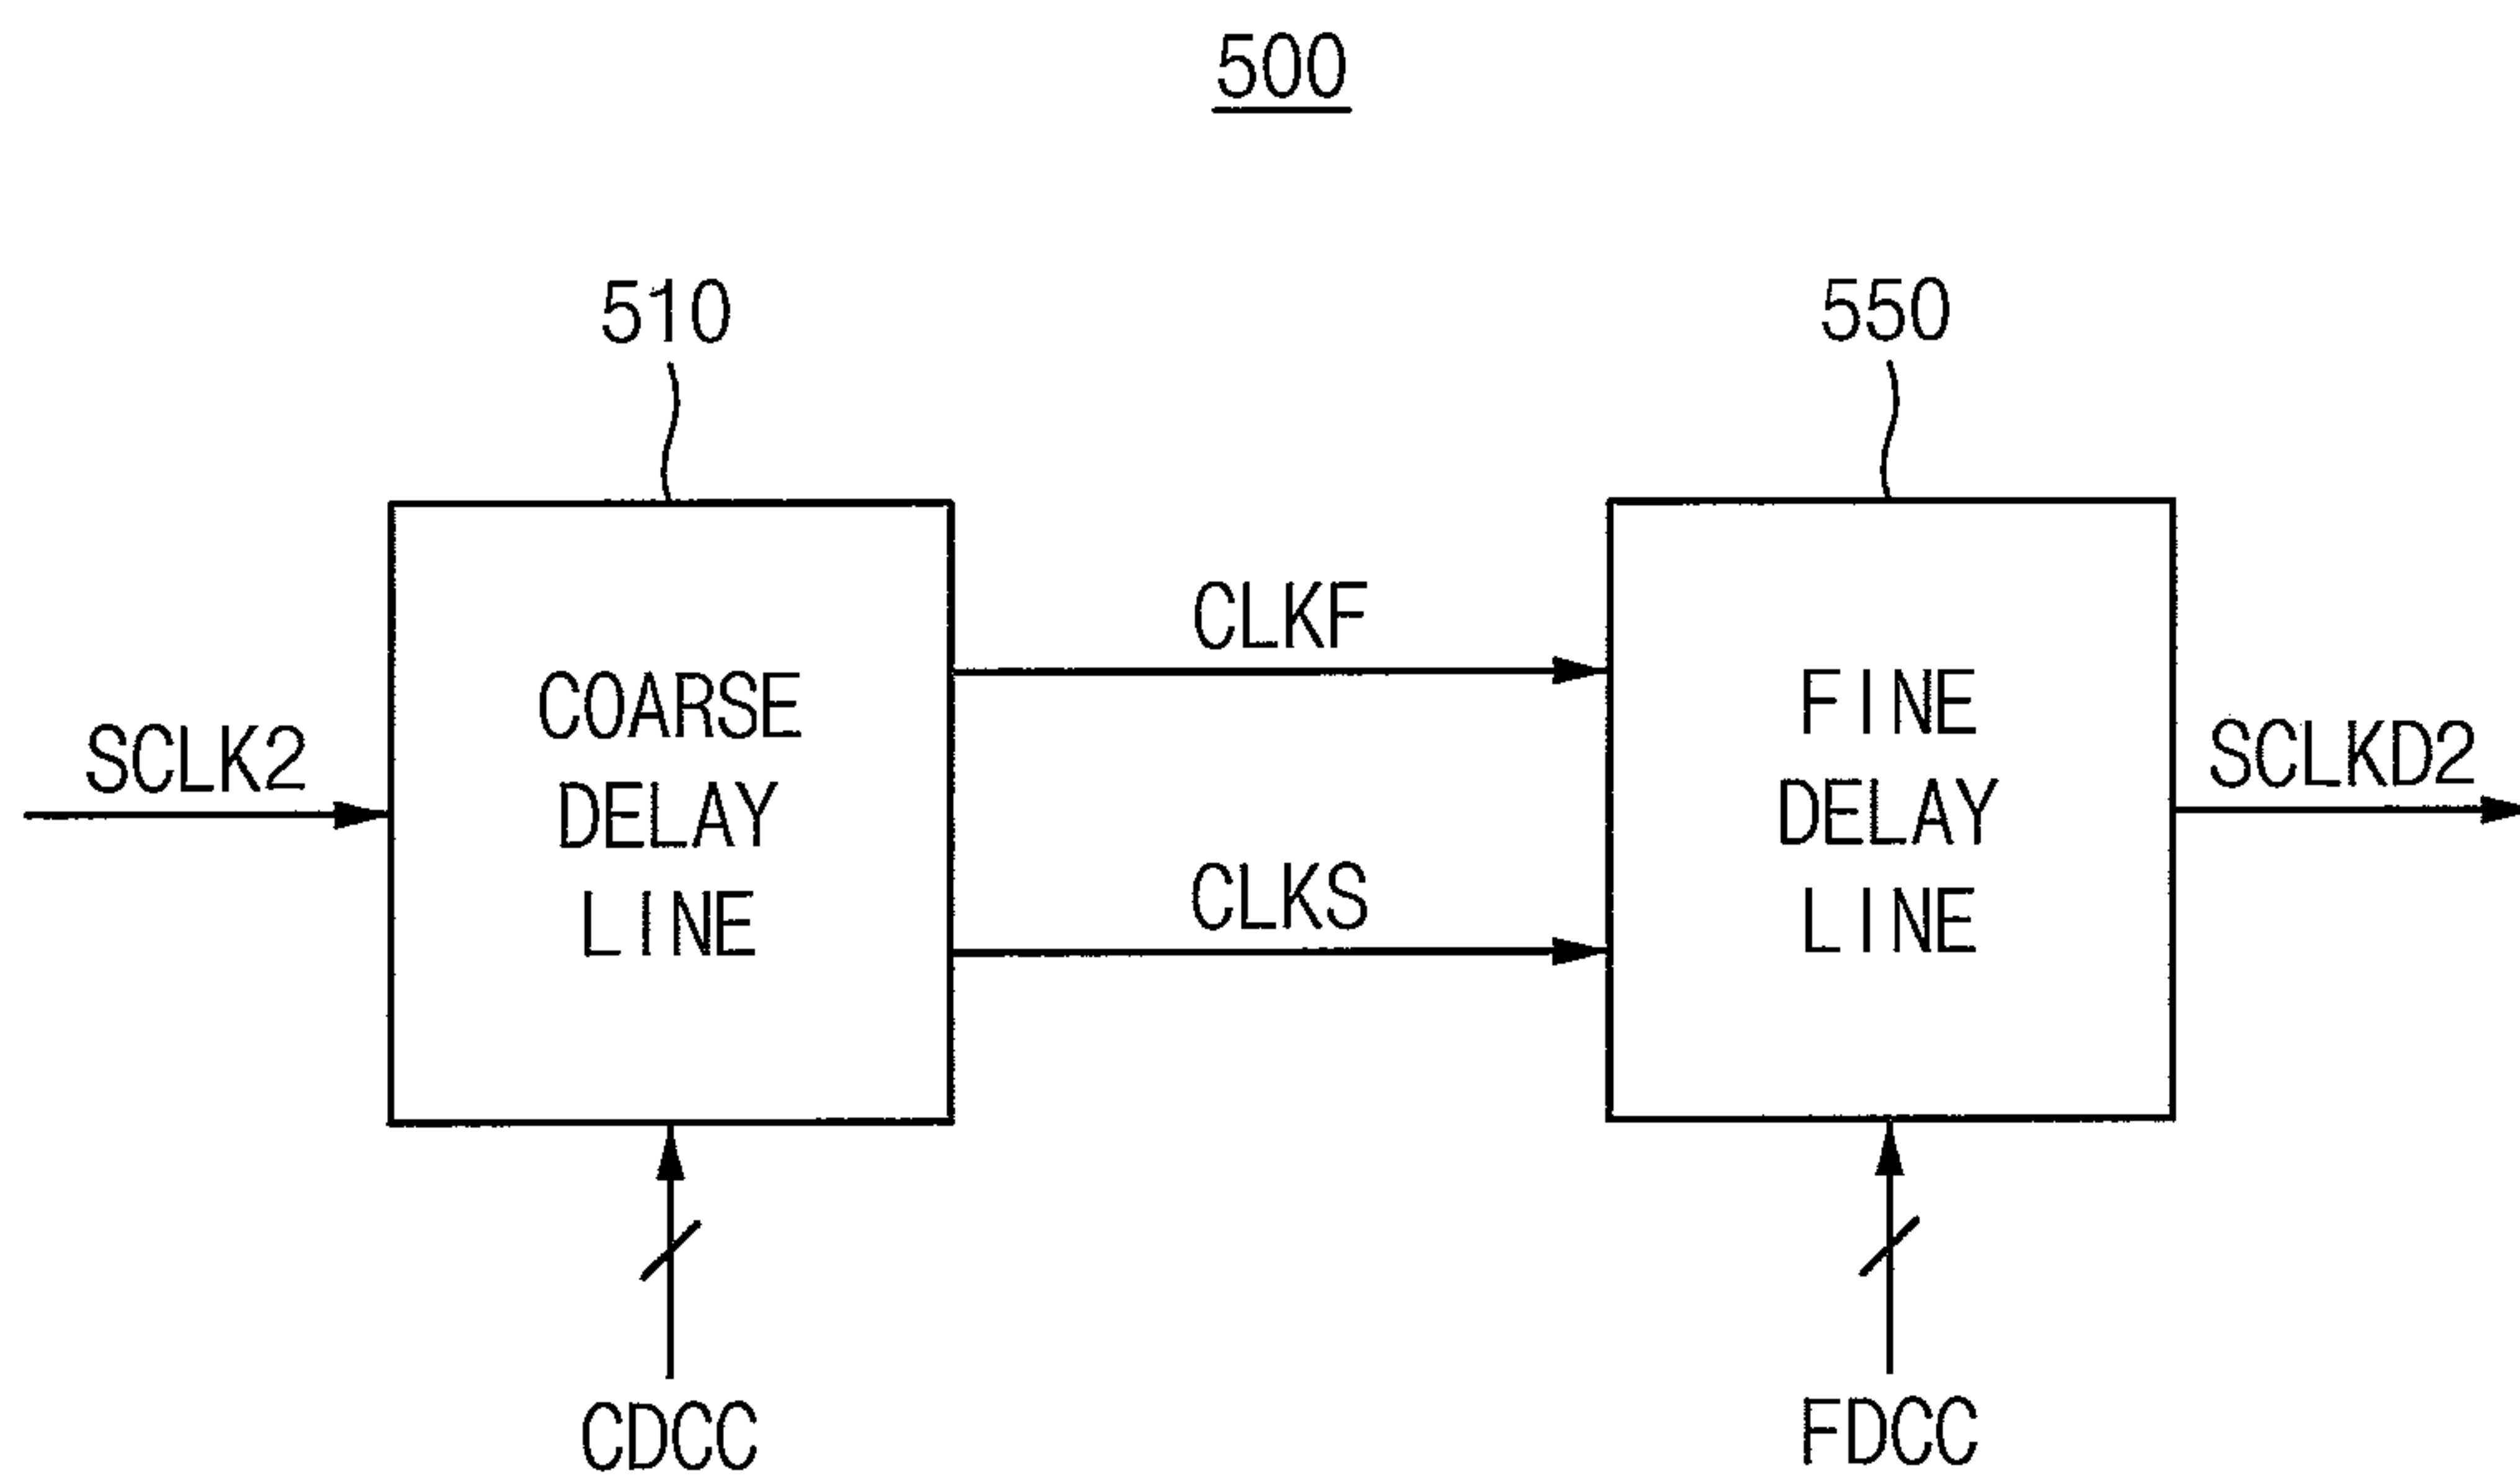 500
510
550
CLKF
COARSE
DELAY
LINE
FINE
DELAY
LINE
SCLK2
SCLKD2
CLKS
CDCC
FDCC